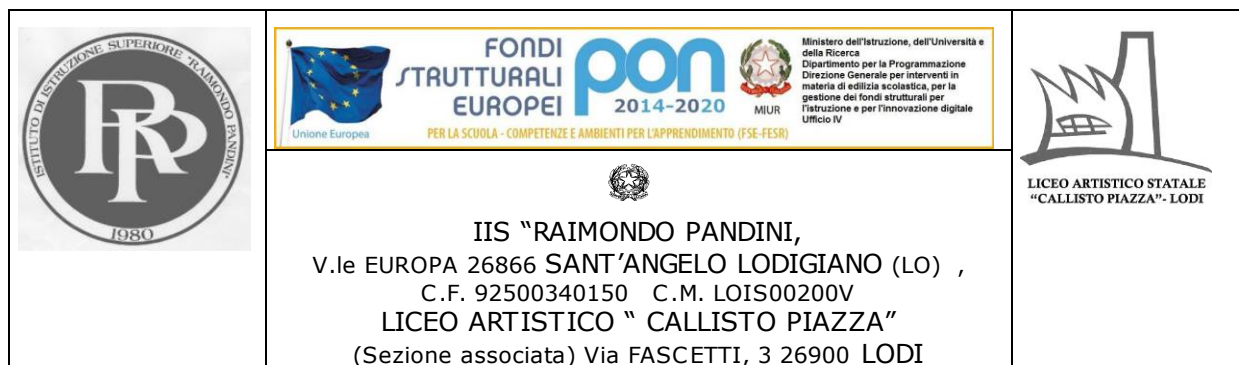 ISTITUTO DI ISTRUZIONE SUPERIORE "RAIMONDO PANDINI"
RP
1980
Unione Europea
FONDI
STRUTTURALI
EUROPEI
pon
2014-2020
MIUR
Ministero dell'Istruzione, dell'Università e
della Ricerca
Dipartimento per la Programmazione
Direzione Generale per interventi in
materia di edilizia scolastica, per la
gestione dei fondi strutturali per
l'istruzione e per l'innovazione digitale
Ufficio IV
PER LA SCUOLA - COMPETENZE E AMBIENTI PER L'APPRENDIMENTO (FSE-FESR)
IIS “RAIMONDO PANDINI,
V.le EUROPA 26866 SANT’ANGELO LODIGIANO (LO) ,
C.F. 92500340150 C.M. LOIS00200V
LICEO ARTISTICO “ CALLISTO PIAZZA”
(Sezione associata) Via FASCETTI, 3 26900 LODI
LICEO ARTISTICO STATALE
“CALLISTO PIAZZA”- LODI